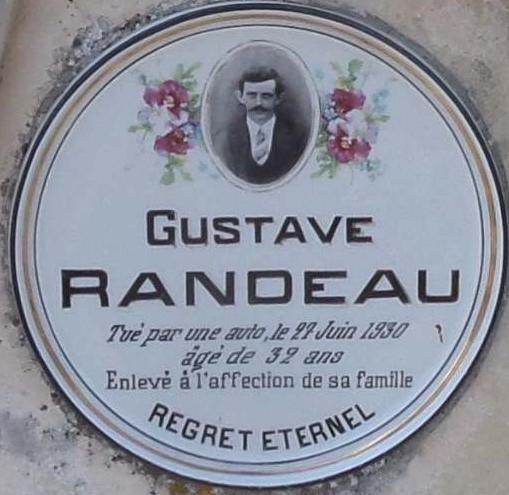 GUSTAVE
RANDEAU
Tué par une auto, le 27 Juin 1930
âgé de 32 ans
Enlevé à l'affection de sa famille
REGRET ETERNEL